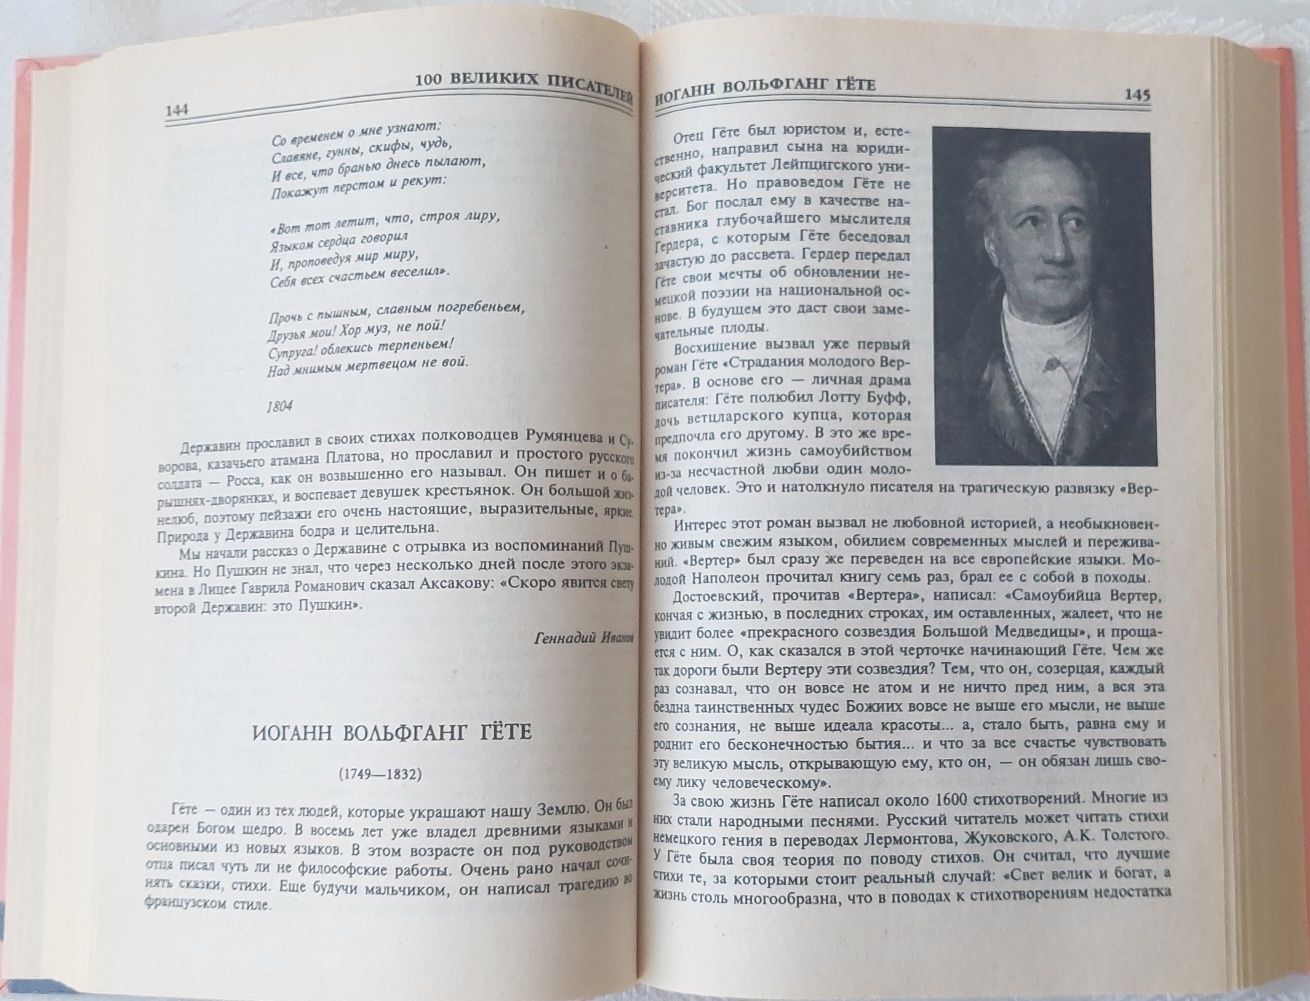 144
100 ВЕЛИКИХ ПИСАТЕЛЕЙ
Со временем о мне узнают:
Славяне, гунны, скифы, чудь,
И все, что бранью днесь пылают,
Покажут перстом и рекут:
«Вот тот летит, что, строя лиру,
Языком сердца говорил
И, проповедуя мир миру,
Себя всех счастьем веселил».
Прочь с пышным, славным погребеньем,
Друзья мои! Хор муз, не пой!
Супруга! облекись терпеньем!
Над мнимым мертвецом не вой.
1804
Державин прославил в своих стихах полководцев Румянцева и Су-
ворова, казачьего атамана Платова, но прославил и простого русского
солдата — Росса, как он возвышенно его называл. Он пишет и о ба-
рышнях-дворянках, и воспевает девушек крестьянок. Он большой жиз-
нелюб, поэтому пейзажи его очень настоящие, выразительные, яркие.
Природа у Державина бодра и целительна.
Мы начали рассказ о Державине с отрывка из воспоминаний Пуш-
кина. Но Пушкин не знал, что через несколько дней после этого экза-
мена в Лицее Гаврила Романович сказал Аксакову: «Скоро явится свету
второй Державин: это Пушкин».
Геннадий Иванов
ИОГАНН ВОЛЬФГАНГ ГЁТЕ
(1749—1832)
Гёте — один из тех людей, которые украшают нашу Землю. Он был
одарен Богом щедро. В восемь лет уже владел древними языками и
основными из новых языков. В этом возрасте он под руководством
отца писал чуть ли не философские работы. Очень рано начал сочи-
нять сказки, стихи. Еще будучи мальчиком, он написал трагедию во
французском стиле.
ИОГАНН ВОЛЬФГАНГ ГЁТЕ
145
Отец Гёте был юристом и, есте-
ственно, направил сына на юриди-
ческий факультет Лейпцигского уни-
верситета. Но правоведом Гёте не
стал. Бог послал ему в качестве на-
ставника глубочайшего мыслителя
Гердера, с которым Гёте беседовал
зачастую до рассвета. Гердер передал
Гёте свои мечты об обновлении не-
мецкой поэзии на национальной ос-
нове. В будущем это даст свои заме-
чательные плоды.
Восхищение вызвал уже первый
роман Гёте «Страдания молодого Вер-
тера». В основе его — личная драма
писателя: Гёте полюбил Лотту Буфф,
дочь ветцларского купца, которая
предпочла его другому. В это же вре-
мя покончил жизнь самоубийством
из-за несчастной любви один моло-
дой человек. Это и натолкнуло писателя на трагическую развязку «Вер-
тера».
Интерес этот роман вызвал не любовной историей, а необыкновен-
но живым свежим языком, обилием современных мыслей и пережива-
ний. «Вертер» был сразу же переведен на все европейские языки. Мо-
лодой Наполеон прочитал книгу семь раз, брал ее с собой в походы.
Достоевский, прочитав «Вертера», написал: «Самоубийца Вертер,
кончая с жизнью, в последних строках, им оставленных, жалеет, что не
увидит более «прекрасного созвездия Большой Медведицы», и проща-
ется с ним. О, как сказался в этой черточке начинающий Гёте. Чем же
так дороги были Вертеру эти созвездия? Тем, что он, созерцая, каждый
раз сознавал, что он вовсе не атом и не ничто пред ним, а вся эта
бездна таинственных чудес Божиих вовсе не выше его мысли, не выше
его сознания, не выше идеала красоты... а, стало быть, равна ему и
роднит его бесконечностью бытия... и что за все счастье чувствовать
эту великую мысль, открывающую ему, кто он, — он обязан лишь сво-
ему лику человеческому».
За свою жизнь Гёте написал около 1600 стихотворений. Многие из
них стали народными песнями. Русский читатель может читать стихи
немецкого гения в переводах Лермонтова, Жуковского, А.К. Толстого.
У Гёте была своя теория по поводу стихов. Он считал, что лучшие
стихи те, за которыми стоит реальный случай: «Свет велик и богат, а
жизнь столь многообразна, что в поводах к стихотворениям недостатка